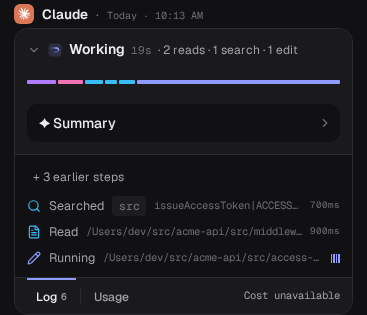 Claude · Today · 10:13 AM
Working 19s · 2 reads · 1 search · 1 edit
Summary
+ 3 earlier steps
Searched src issueAccessToken|ACCESS… 700ms
Read /Users/dev/src/acme-api/src/middlew… 900ms
Running /Users/dev/src/acme-api/src/access-…
Log 6 Usage Cost unavailable